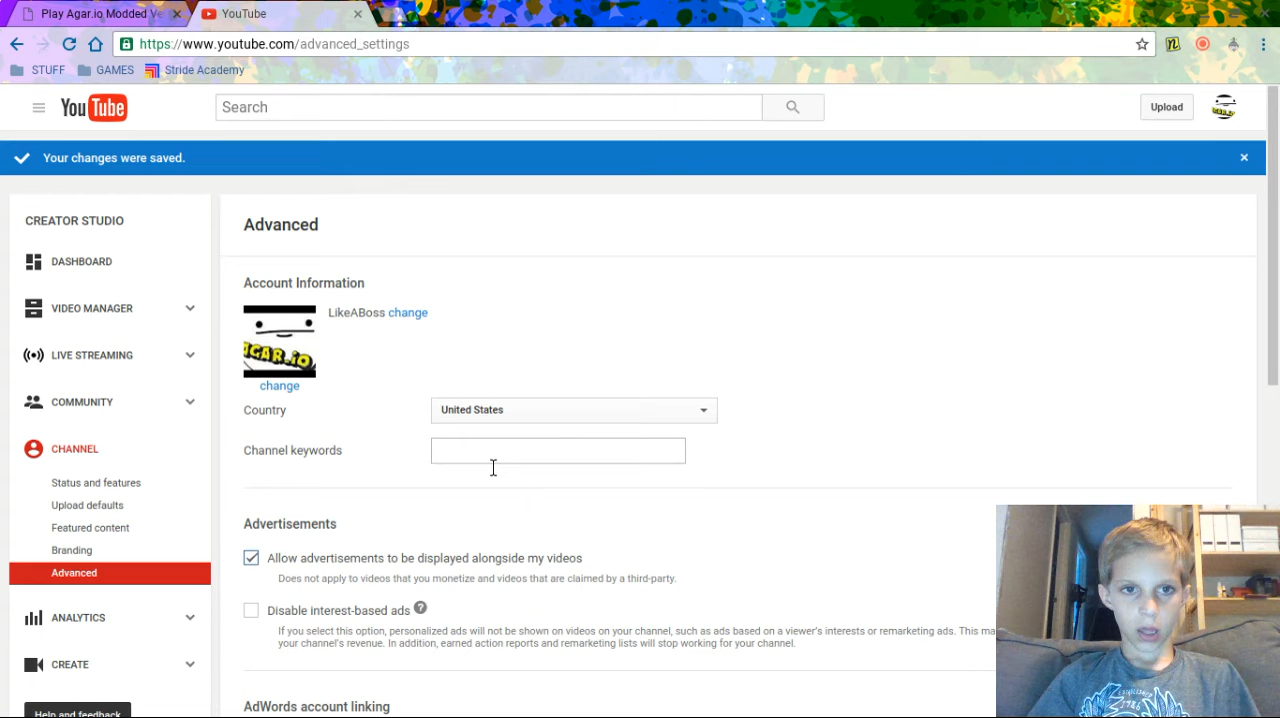 Play Agar.io Modded Ve
YouTube
https://www.youtube.com/advanced_settings
STUFF
GAMES
Stride Academy
YouTube
Search
Upload
Your changes were saved.
CREATOR STUDIO
DASHBOARD
VIDEO MANAGER
LIVE STREAMING
COMMUNITY
CHANNEL
Status and features
Upload defaults
Featured content
Branding
Advanced
ANALYTICS
CREATE
Help and feedback
Advanced
Account Information
AGAR.iO
LikeABoss change
change
Country
United States
Channel keywords
Advertisements
Allow advertisements to be displayed alongside my videos
Does not apply to videos that you monetize and videos that are claimed by a third-party.
Disable interest-based ads
If you select this option, personalized ads will not be shown on videos on your channel, such as ads based on a viewer's interests or remarketing ads. This ma
your channel's revenue. In addition, earned action reports and remarketing lists will stop working for your channel.
AdWords account linking